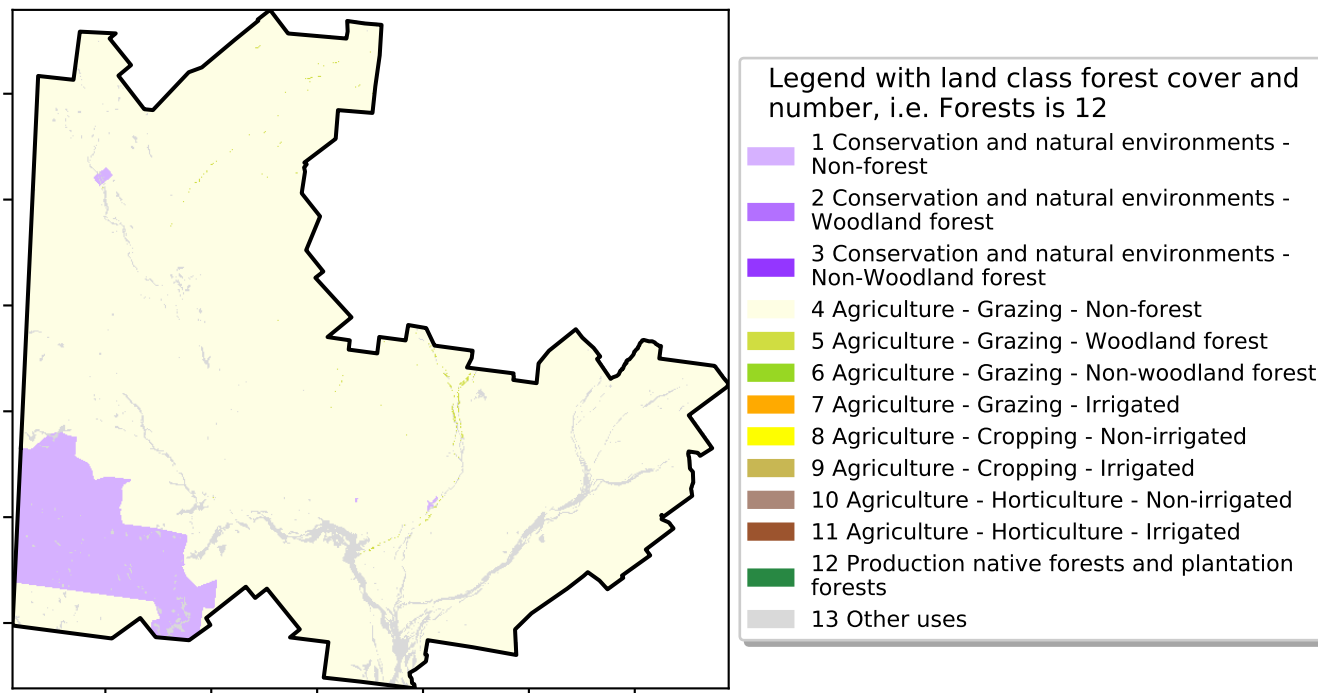 Legend with land class forest cover and
number, i.e. Forests is 12
1 Conservation and natural environments -
Non-forest
2 Conservation and natural environments -
Woodland forest
3 Conservation and natural environments -
Non-Woodland forest
4 Agriculture - Grazing - Non-forest
5 Agriculture - Grazing - Woodland forest
6 Agriculture - Grazing - Non-woodland forest
7 Agriculture - Grazing - Irrigated
8 Agriculture - Cropping - Non-irrigated
9 Agriculture - Cropping - Irrigated
10 Agriculture - Horticulture - Non-irrigated
11 Agriculture - Horticulture - Irrigated
12 Production native forests and plantation
forests
13 Other uses